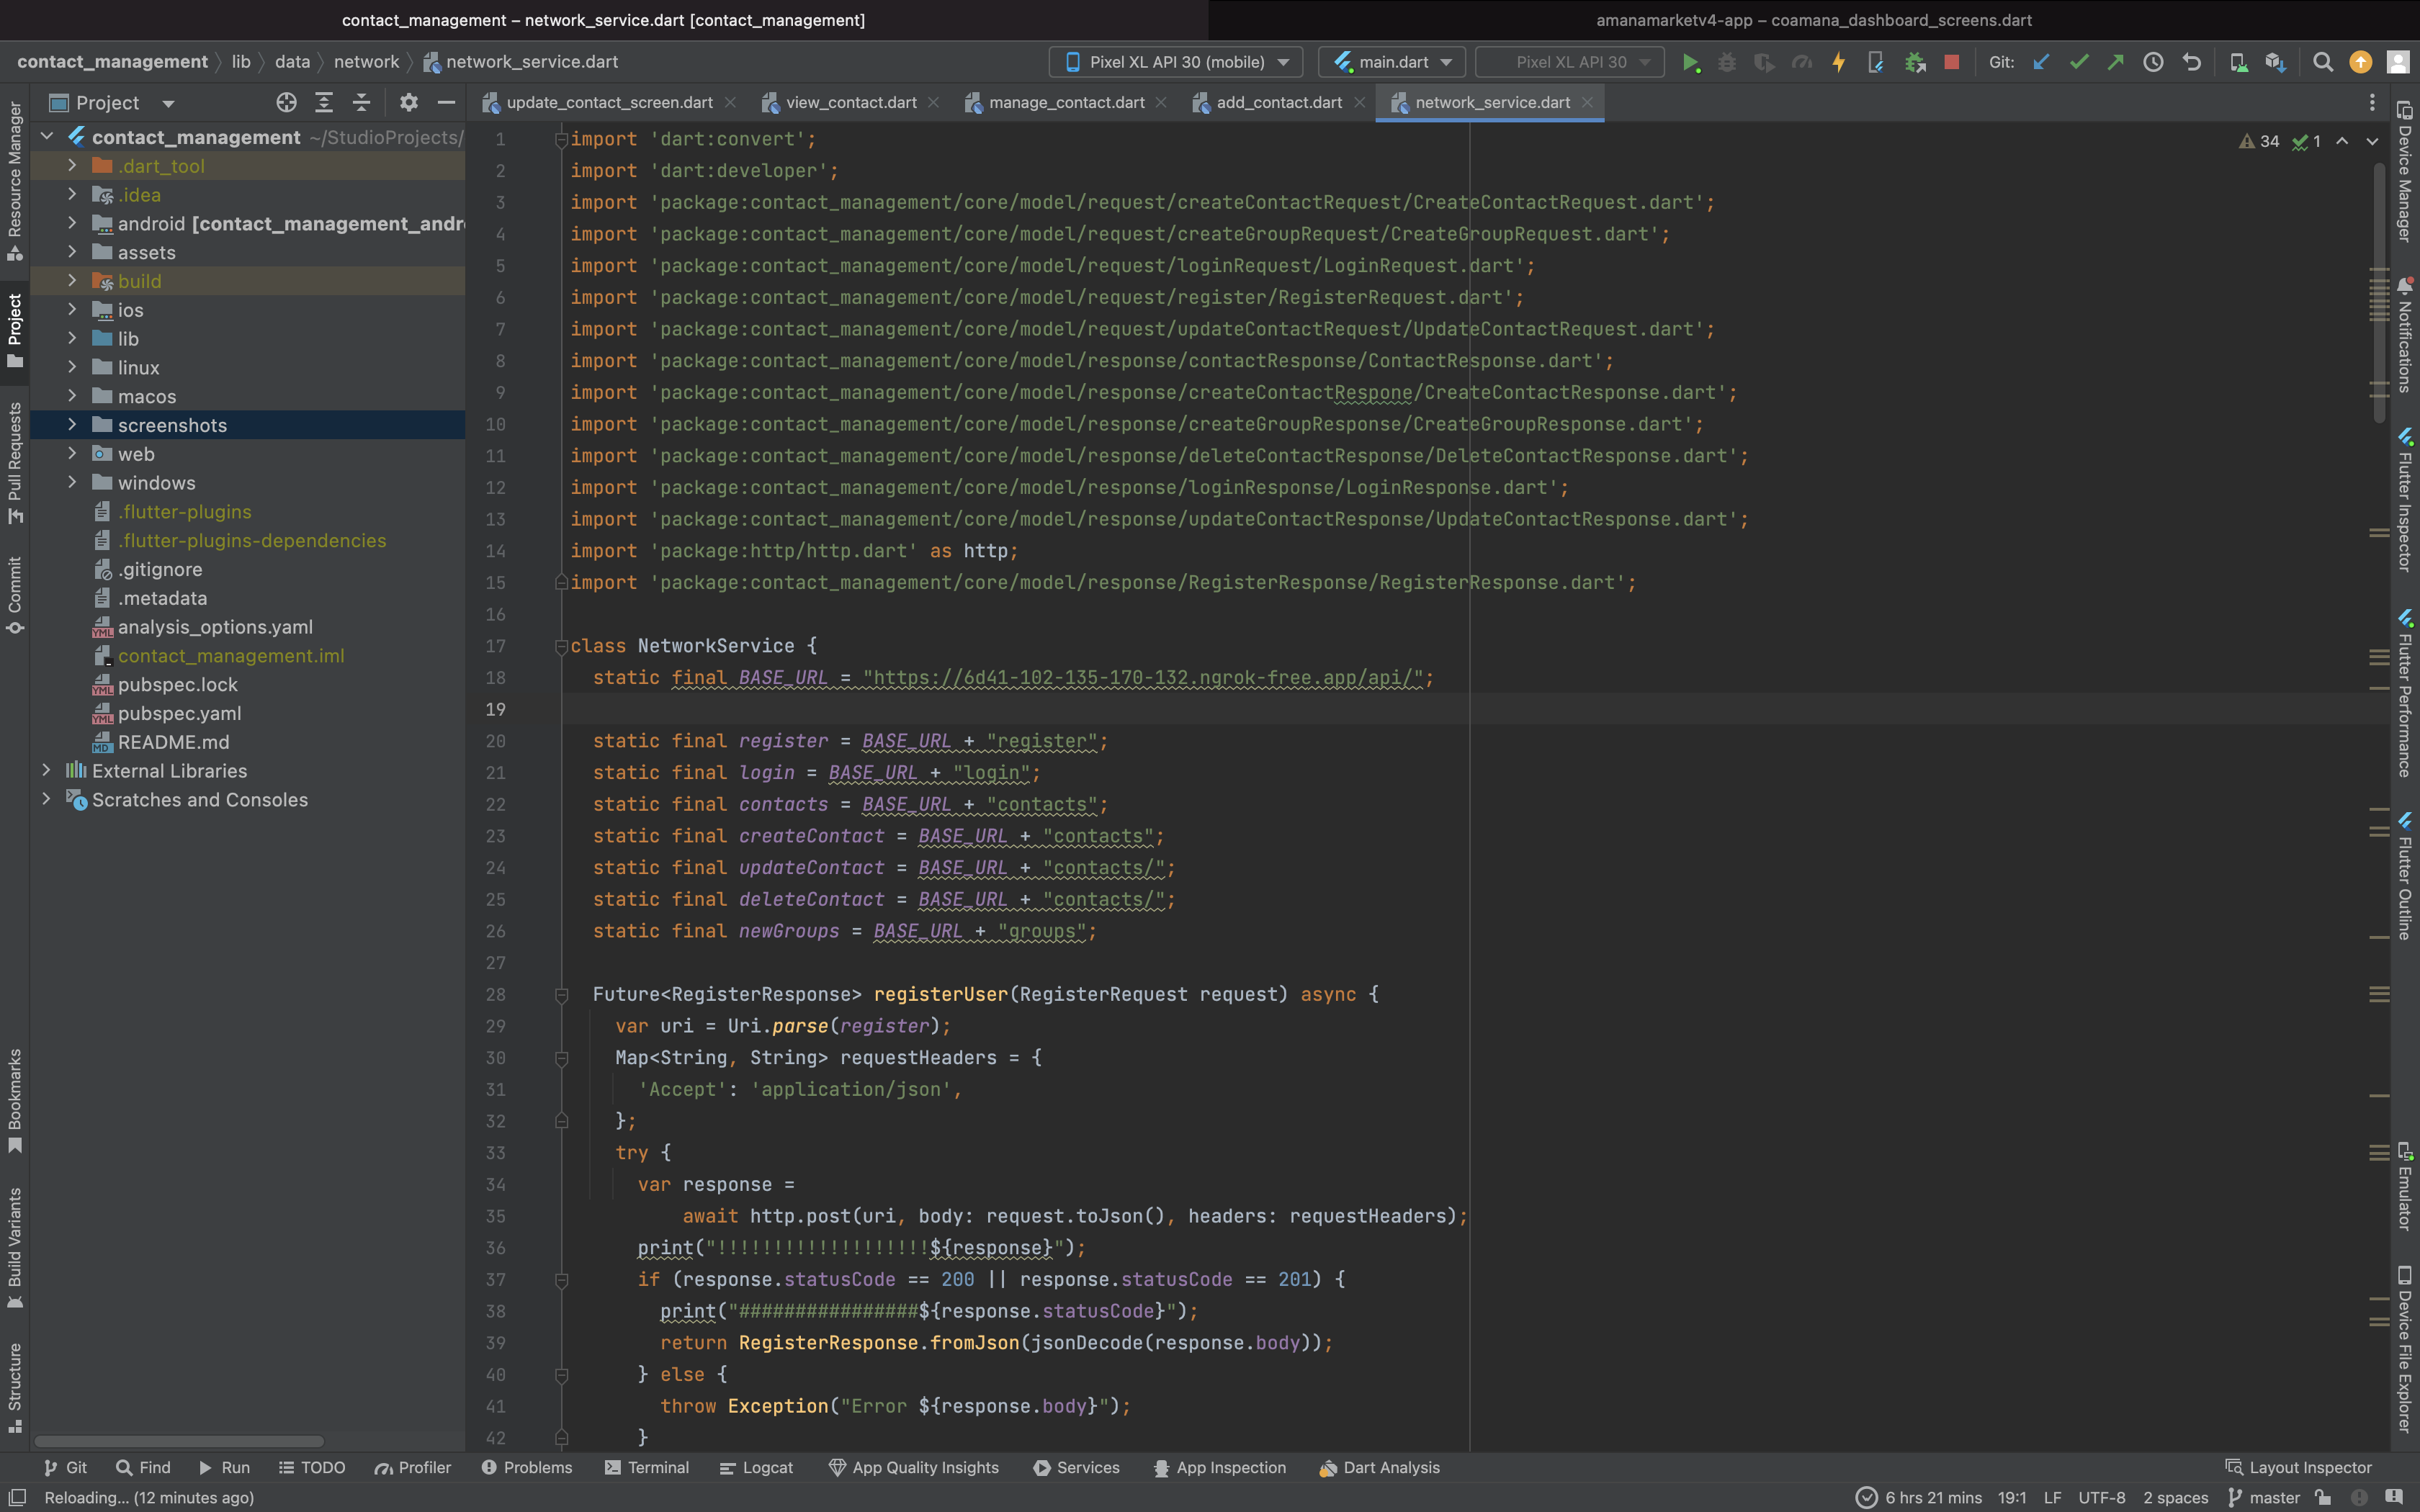 contact_management – network_service.dart [contact_management]
amanamarketv4-app – coamana_dashboard_screens.dart
contact_management
lib
data
network
network_service.dart
Pixel XL API 30 (mobile)
main.dart
Pixel XL API 30
Git:
Project
update_contact_screen.dart
view_contact.dart
manage_contact.dart
add_contact.dart
network_service.dart
Resource Manager
Project
Pull Requests
Commit
Bookmarks
Build Variants
Structure
contact_management ~/StudioProjects/
.dart_tool
.idea
android [contact_management_andr
assets
build
ios
lib
linux
macos
screenshots
web
windows
.flutter-plugins
.flutter-plugins-dependencies
.gitignore
.metadata
analysis_options.yaml
contact_management.iml
pubspec.lock
pubspec.yaml
README.md
External Libraries
Scratches and Consoles
34 1
1 import 'dart:convert';
2 import 'dart:developer';
3 import 'package:contact_management/core/model/request/createContactRequest/CreateContactRequest.dart';
4 import 'package:contact_management/core/model/request/createGroupRequest/CreateGroupRequest.dart';
5 import 'package:contact_management/core/model/request/loginRequest/LoginRequest.dart';
6 import 'package:contact_management/core/model/request/register/RegisterRequest.dart';
7 import 'package:contact_management/core/model/request/updateContactRequest/UpdateContactRequest.dart';
8 import 'package:contact_management/core/model/response/contactResponse/ContactResponse.dart';
9 import 'package:contact_management/core/model/response/createContactRespone/CreateContactResponse.dart';
10 import 'package:contact_management/core/model/response/createGroupResponse/CreateGroupResponse.dart';
11 import 'package:contact_management/core/model/response/deleteContactResponse/DeleteContactResponse.dart';
12 import 'package:contact_management/core/model/response/loginResponse/LoginResponse.dart';
13 import 'package:contact_management/core/model/response/updateContactResponse/UpdateContactResponse.dart';
14 import 'package:http/http.dart' as http;
15 import 'package:contact_management/core/model/response/RegisterResponse/RegisterResponse.dart';
16
17 class NetworkService {
18 static final BASE_URL = "https://6d41-102-135-170-132.ngrok-free.app/api/";
19
20 static final register = BASE_URL + "register";
21 static final login = BASE_URL + "login";
22 static final contacts = BASE_URL + "contacts";
23 static final createContact = BASE_URL + "contacts";
24 static final updateContact = BASE_URL + "contacts/";
25 static final deleteContact = BASE_URL + "contacts/";
26 static final newGroups = BASE_URL + "groups";
27
28 Future<RegisterResponse> registerUser(RegisterRequest request) async {
29 var uri = Uri.parse(register);
30 Map<String, String> requestHeaders = {
31 'Accept': 'application/json',
32 };
33 try {
34 var response =
35 await http.post(uri, body: request.toJson(), headers: requestHeaders);
36 print("!!!!!!!!!!!!!!!!!!!${response}");
37 if (response.statusCode == 200 || response.statusCode == 201) {
38 print("################${response.statusCode}");
39 return RegisterResponse.fromJson(jsonDecode(response.body));
40 } else {
41 throw Exception("Error ${response.body}");
42 }
Device Manager
Notifications
Flutter Inspector
Flutter Performance
Flutter Outline
Emulator
Device File Explorer
Git
Find
Run
TODO
Profiler
Problems
Terminal
Logcat
App Quality Insights
Services
App Inspection
Dart Analysis
Layout Inspector
Reloading... (12 minutes ago)
6 hrs 21 mins
19:1
LF
UTF-8
2 spaces
master